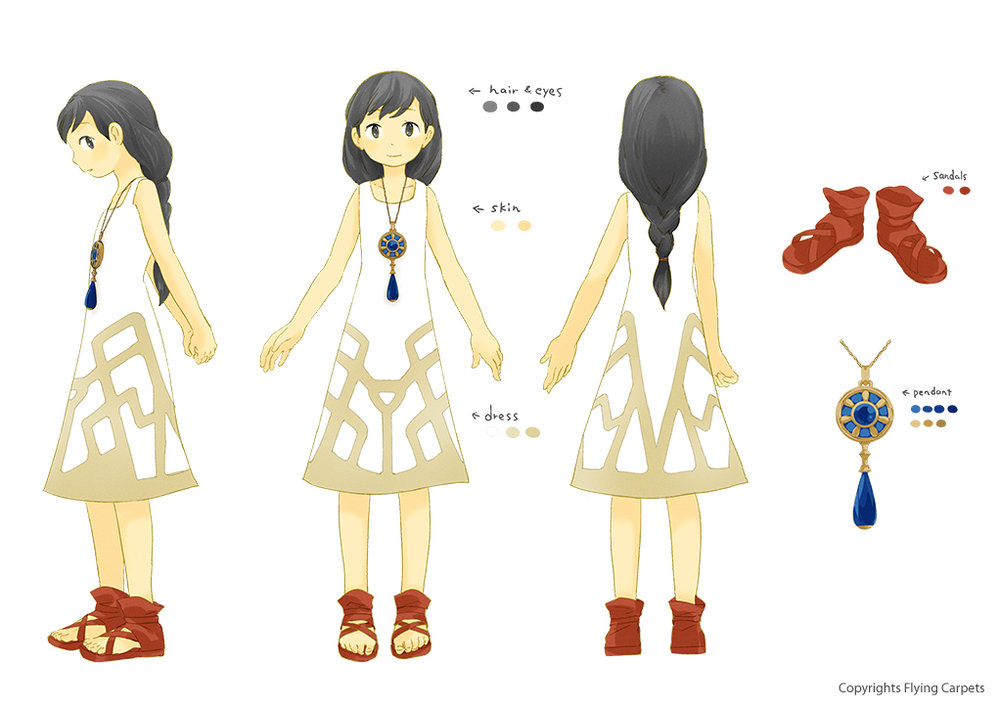 ← hair & eyes
← skin
← dress
↙ sandals
← pendant
Copyrights Flying Carpets